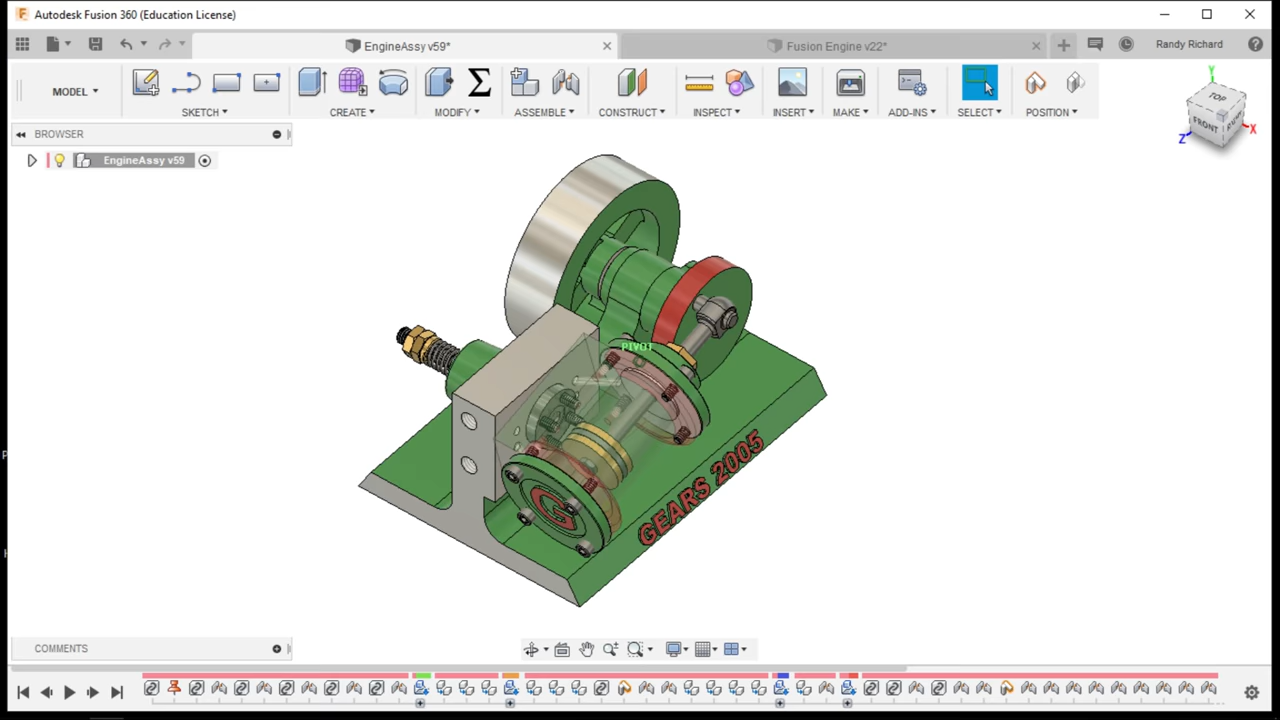 Autodesk Fusion 360 (Education License)
EngineAssy v59*
Fusion Engine v22*
Randy Richard
MODEL
SKETCH
CREATE
MODIFY
ASSEMBLE
CONSTRUCT
INSPECT
INSERT
MAKE
ADD-INS
SELECT
POSITION
BROWSER
EngineAssy v59
Y
TOP
FRONT
RIGHT
X
Z
PIVOT
G
GEARS 2005
COMMENTS